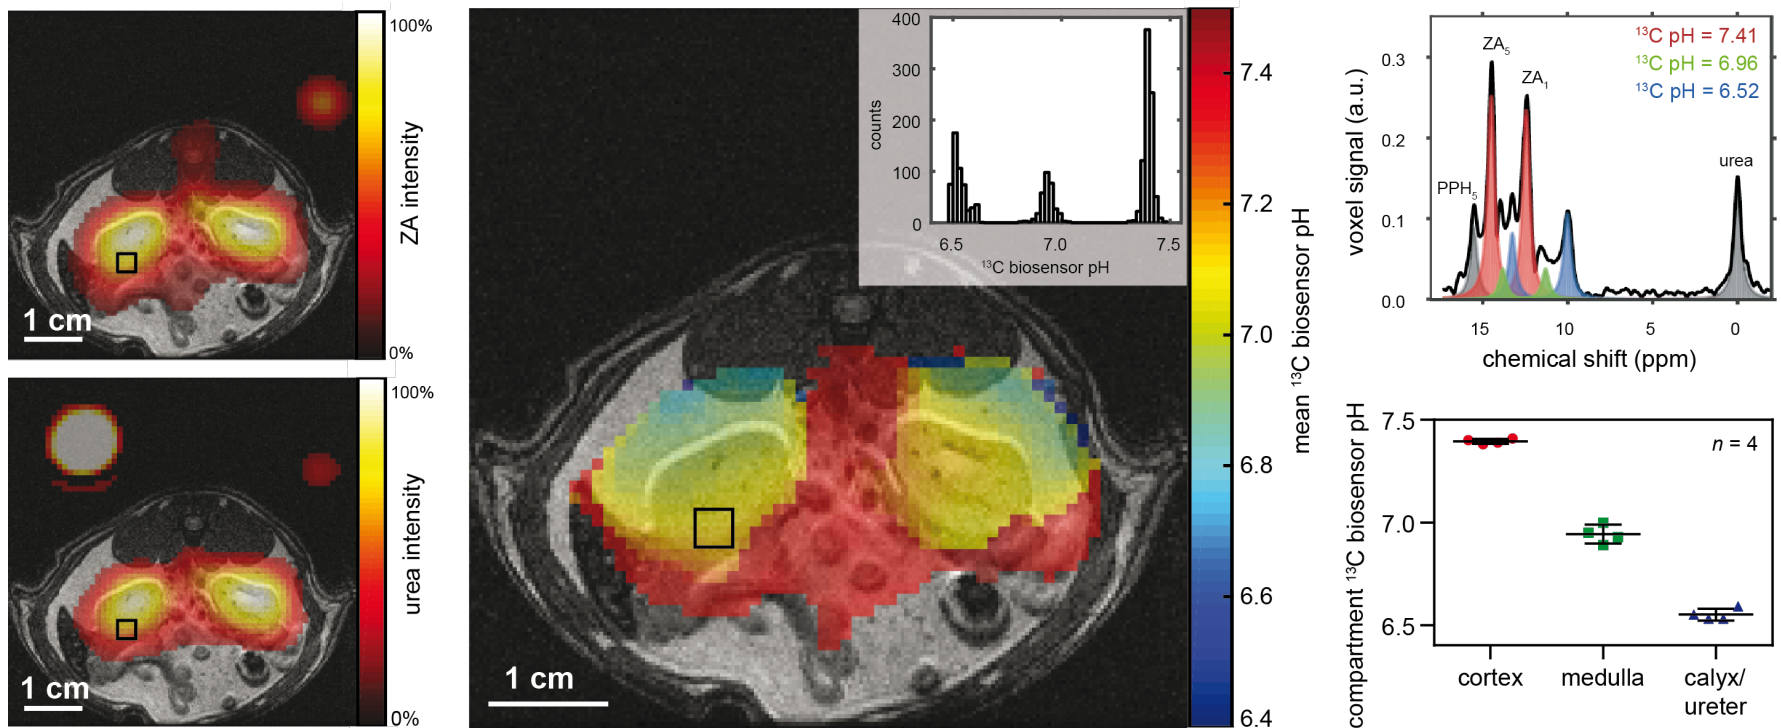 100%
ZA intensity
1 cm
0%
100%
urea intensity
1 cm
0%
400
300
200
100
0
counts
6.5 7.0 7.5
¹³C biosensor pH
1 cm
7.4
7.2
7.0
6.8
6.6
6.4
mean ¹³C biosensor pH
¹³C pH = 7.41
¹³C pH = 6.96
¹³C pH = 6.52
ZA₅
ZA₁
PPH₅
urea
0.3
0.2
0.1
0.0
voxel signal (a.u.)
15 10 5 0
chemical shift (ppm)
7.5
7.0
6.5
compartment ¹³C biosensor pH
n = 4
cortex medulla calyx/
ureter